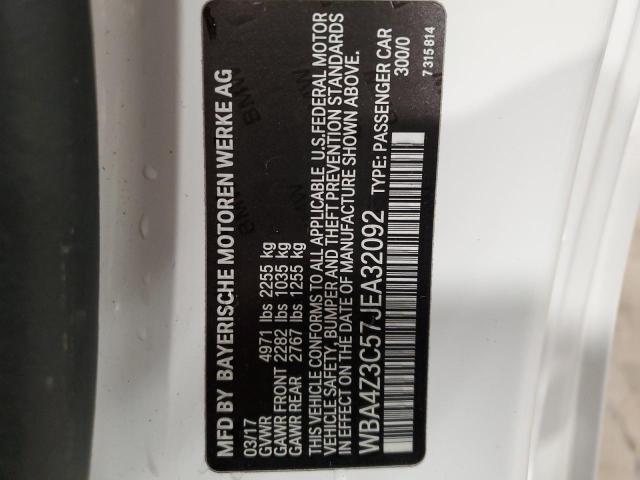 MFD BY BAYERISCHE MOTOREN WERKE AG
03/17
GVWR 4971 lbs 2255 kg
GAWR FRONT 2282 lbs 1035 kg
GAWR REAR 2767 lbs 1255 kg
THIS VEHICLE CONFORMS TO ALL APPLICABLE U.S.FEDERAL MOTOR
VEHICLE SAFETY, BUMPER AND THEFT PREVENTION STANDARDS
IN EFFECT ON THE DATE OF MANUFACTURE SHOWN ABOVE.
WBA4Z3C57JEA32092 TYPE: PASSENGER CAR
300/0
7 315 814
BMW
BMW
BMW